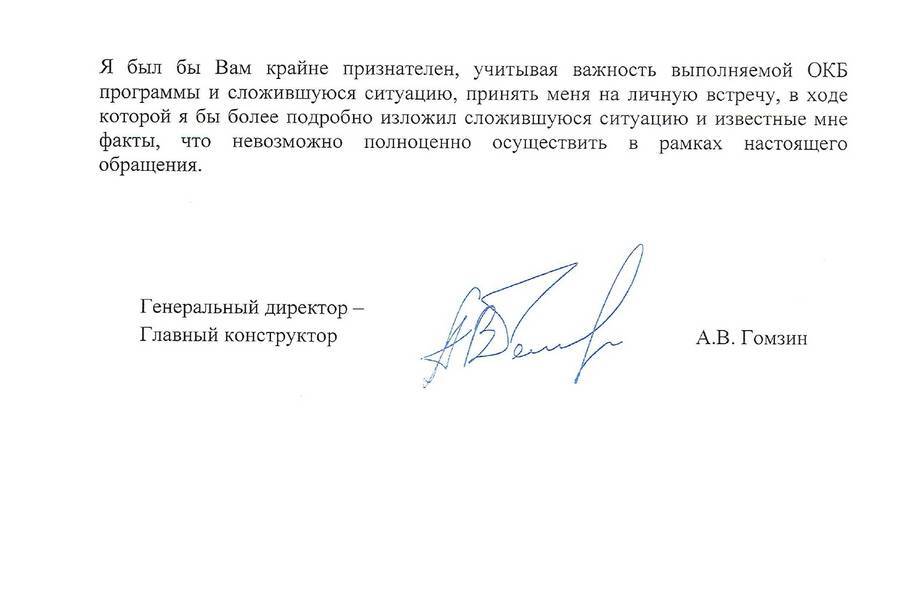 Я был бы Вам крайне признателен, учитывая важность выполняемой ОКБ
программы и сложившуюся ситуацию, принять меня на личную встречу, в ходе
которой я бы более подробно изложил сложившуюся ситуацию и известные мне
факты, что невозможно полноценно осуществить в рамках настоящего
обращения.
Генеральный директор –
Главный конструктор
А.В. Гомзин